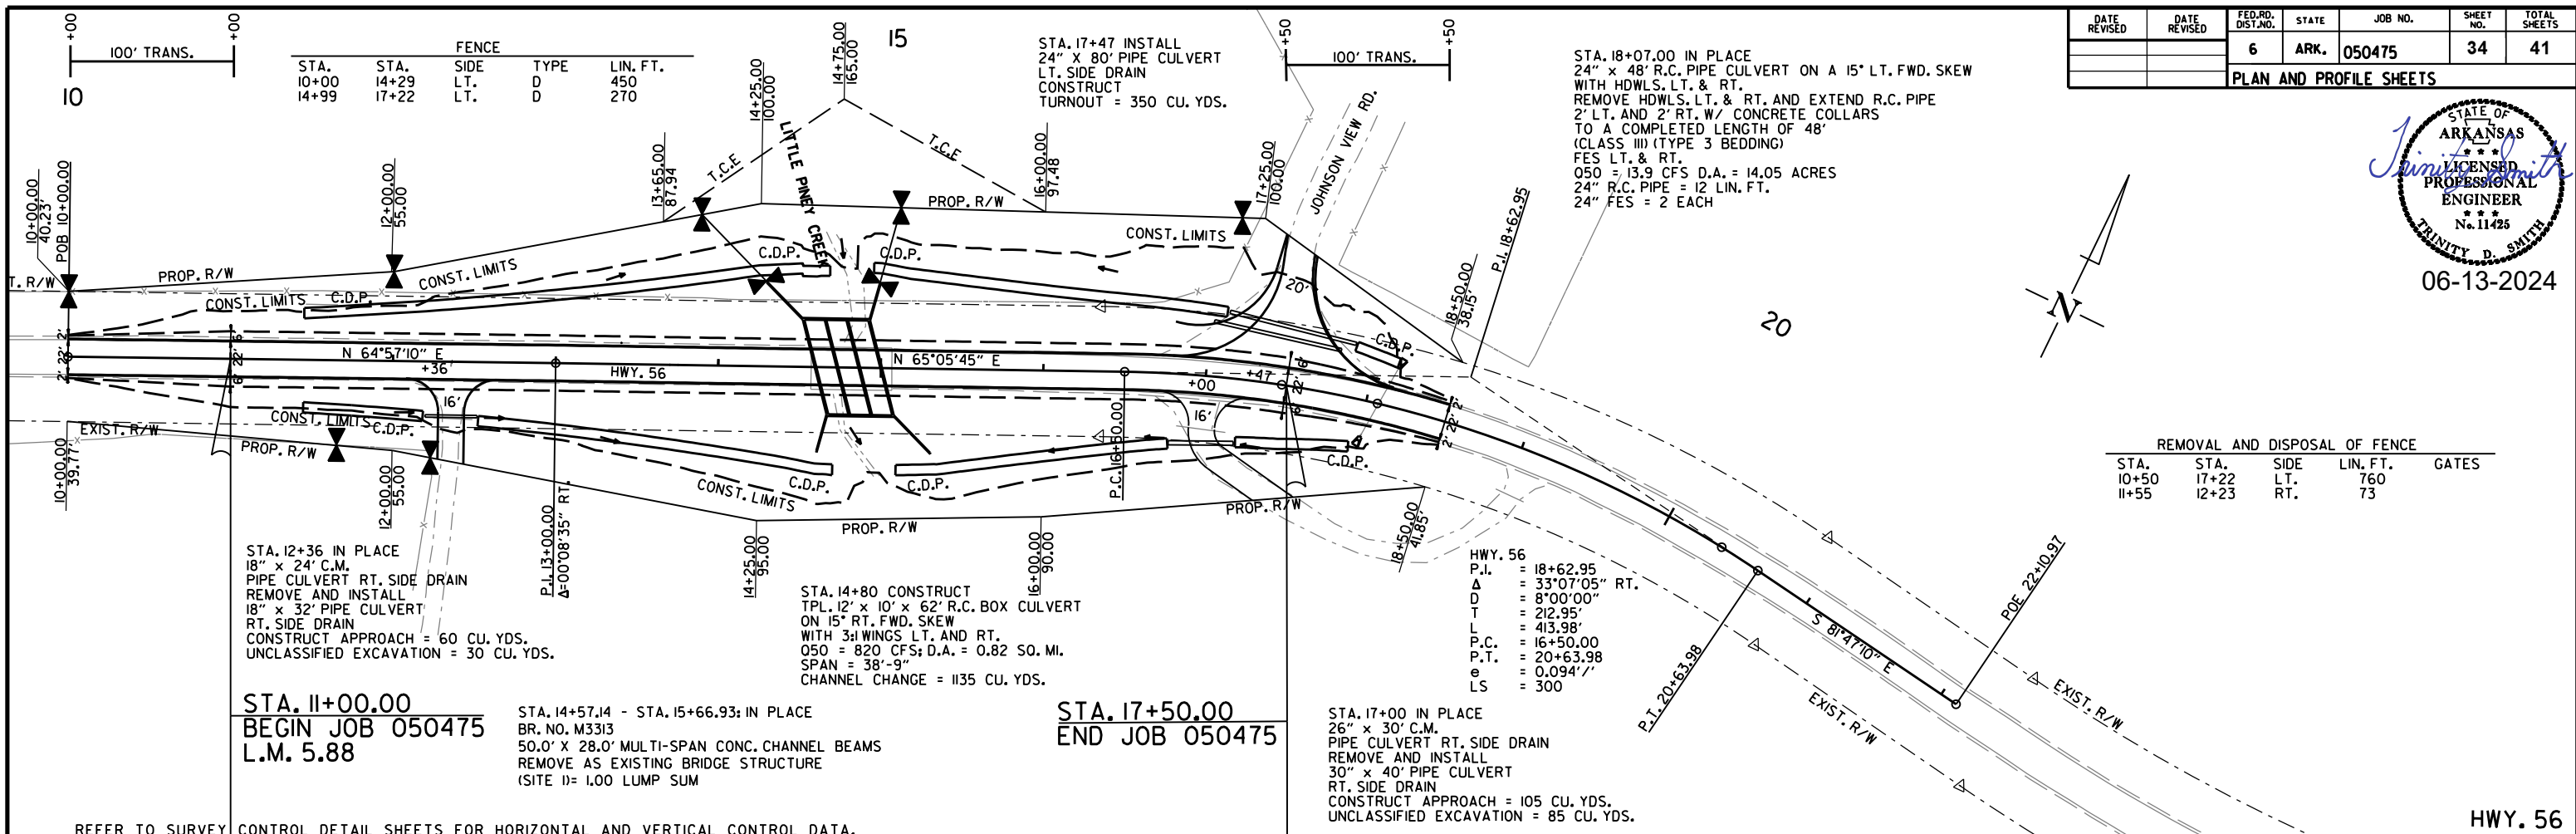 DATE REVISED
DATE REVISED
FED.RD. DIST.NO.
STATE
JOB NO.
SHEET NO.
TOTAL SHEETS
6
ARK.
050475
34
41
PLAN AND PROFILE SHEETS
STATE OF
ARKANSAS
LICENSED
PROFESSIONAL
ENGINEER
No. 11425
TRINITY D. SMITH
Trinity Smith
06-13-2024
+00
+00
100' TRANS.
10
15
20
FENCE
STA. STA. SIDE TYPE LIN. FT.
10+00 14+29 LT. D 450
14+99 17+22 LT. D 270
STA. 17+47 INSTALL
24" X 80' PIPE CULVERT
LT. SIDE DRAIN
CONSTRUCT
TURNOUT = 350 CU. YDS.
+50
+50
100' TRANS.
STA. 18+07.00 IN PLACE
24" x 48' R.C. PIPE CULVERT ON A 15° LT. FWD. SKEW
WITH HDWLS. LT. & RT.
REMOVE HDWLS. LT. & RT. AND EXTEND R.C. PIPE
2' LT. AND 2' RT. W/ CONCRETE COLLARS
TO A COMPLETED LENGTH OF 48'
(CLASS III) (TYPE 3 BEDDING)
FES LT. & RT.
Q50 = 13.9 CFS D.A. = 14.05 ACRES
24" R.C. PIPE = 12 LIN. FT.
24" FES = 2 EACH
10+00.00
40.23'
POB 10+00.00
12+00.00
55.00
13+65.00
87.94
14+25.00
100.00
14+75.00
165.00
16+00.00
97.48
17+25.00
100.00
18+50.00
38.15'
P.I. 18+62.95
T.C.E
T.C.E
LITTLE PINEY CREEK
JOHNSON VIEW RD.
T. R/W
PROP. R/W
PROP. R/W
CONST. LIMITS
CONST. LIMITS
CONST. LIMITS
C.D.P.
C.D.P.
C.D.P.
C.D.P.
20'
N
2'
22'
2'
6'
22'
6'
N 64°57'10" E
+36
HWY. 56
N 65°05'45" E
+00
+47
6'
22'
6'
2'
22'
2'
16'
16'
CONST. LIMITS
C.D.P.
EXIST. R/W
PROP. R/W
CONST. LIMITS
C.D.P.
C.D.P.
C.D.P.
PROP. R/W
PROP. R/W
10+00.00
39.77'
12+00.00
55.00
P.I. 13+00.00
Δ=00°08'35" RT.
14+25.00
95.00
16+00.00
90.00
P.C. 16+50.00
18+50.00
41.85'
REMOVAL AND DISPOSAL OF FENCE
STA. STA. SIDE LIN. FT. GATES
10+50 17+22 LT. 760
11+55 12+23 RT. 73
STA. 12+36 IN PLACE
18" x 24' C.M.
PIPE CULVERT RT. SIDE DRAIN
REMOVE AND INSTALL
18" x 32' PIPE CULVERT
RT. SIDE DRAIN
CONSTRUCT APPROACH = 60 CU. YDS.
UNCLASSIFIED EXCAVATION = 30 CU. YDS.
STA. 14+80 CONSTRUCT
TPL. 12' x 10' x 62' R.C. BOX CULVERT
ON 15° RT. FWD. SKEW
WITH 3:1 WINGS LT. AND RT.
Q50 = 820 CFS; D.A. = 0.82 SQ. MI.
SPAN = 38'-9"
CHANNEL CHANGE = 1135 CU. YDS.
HWY. 56
P.I. = 18+62.95
Δ = 33°07'05" RT.
D = 8°00'00"
T = 212.95'
L = 413.98'
P.C. = 16+50.00
P.T. = 20+63.98
e = 0.094'/'
LS = 300
P.T. 20+63.98
S 81°47'10" E
POE 22+10.97
EXIST. R/W
EXIST. R/W
STA. 11+00.00
BEGIN JOB 050475
L.M. 5.88
STA. 14+57.14 - STA. 15+66.93: IN PLACE
BR. NO. M3313
50.0' X 28.0' MULTI-SPAN CONC. CHANNEL BEAMS
REMOVE AS EXISTING BRIDGE STRUCTURE
(SITE 1)= 1.00 LUMP SUM
STA. 17+50.00
END JOB 050475
STA. 17+00 IN PLACE
26" x 30' C.M.
PIPE CULVERT RT. SIDE DRAIN
REMOVE AND INSTALL
30" x 40' PIPE CULVERT
RT. SIDE DRAIN
CONSTRUCT APPROACH = 105 CU. YDS.
UNCLASSIFIED EXCAVATION = 85 CU. YDS.
REFER TO SURVEY CONTROL DETAIL SHEETS FOR HORIZONTAL AND VERTICAL CONTROL DATA.
HWY. 56